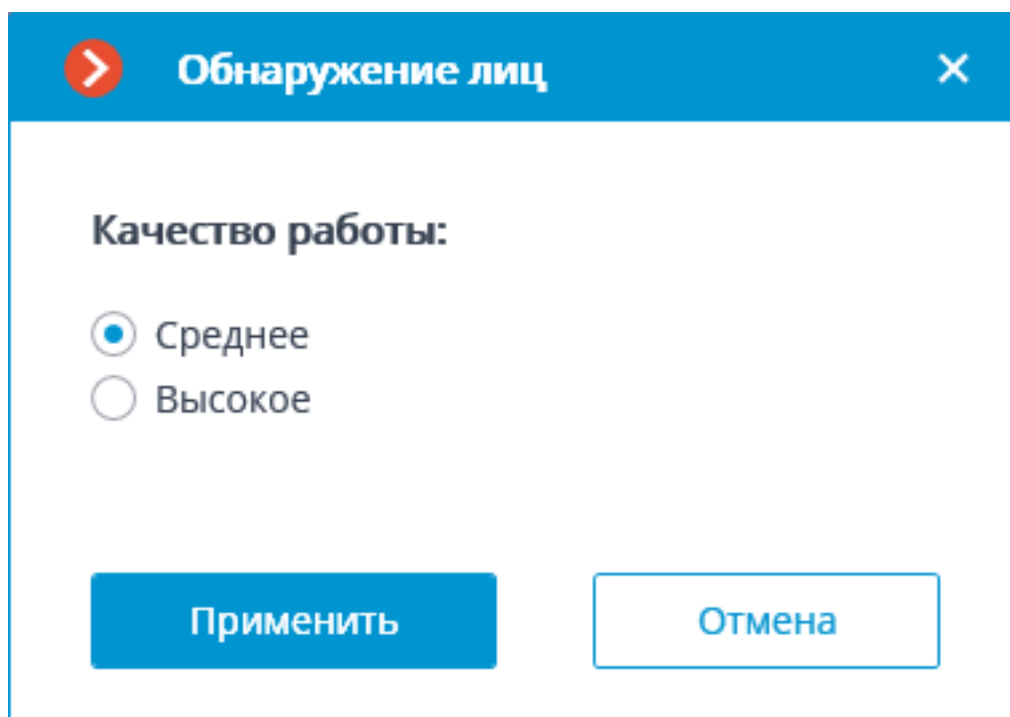 Обнаружение лиц
Качество работы:
Среднее
Высокое
Применить
Отмена